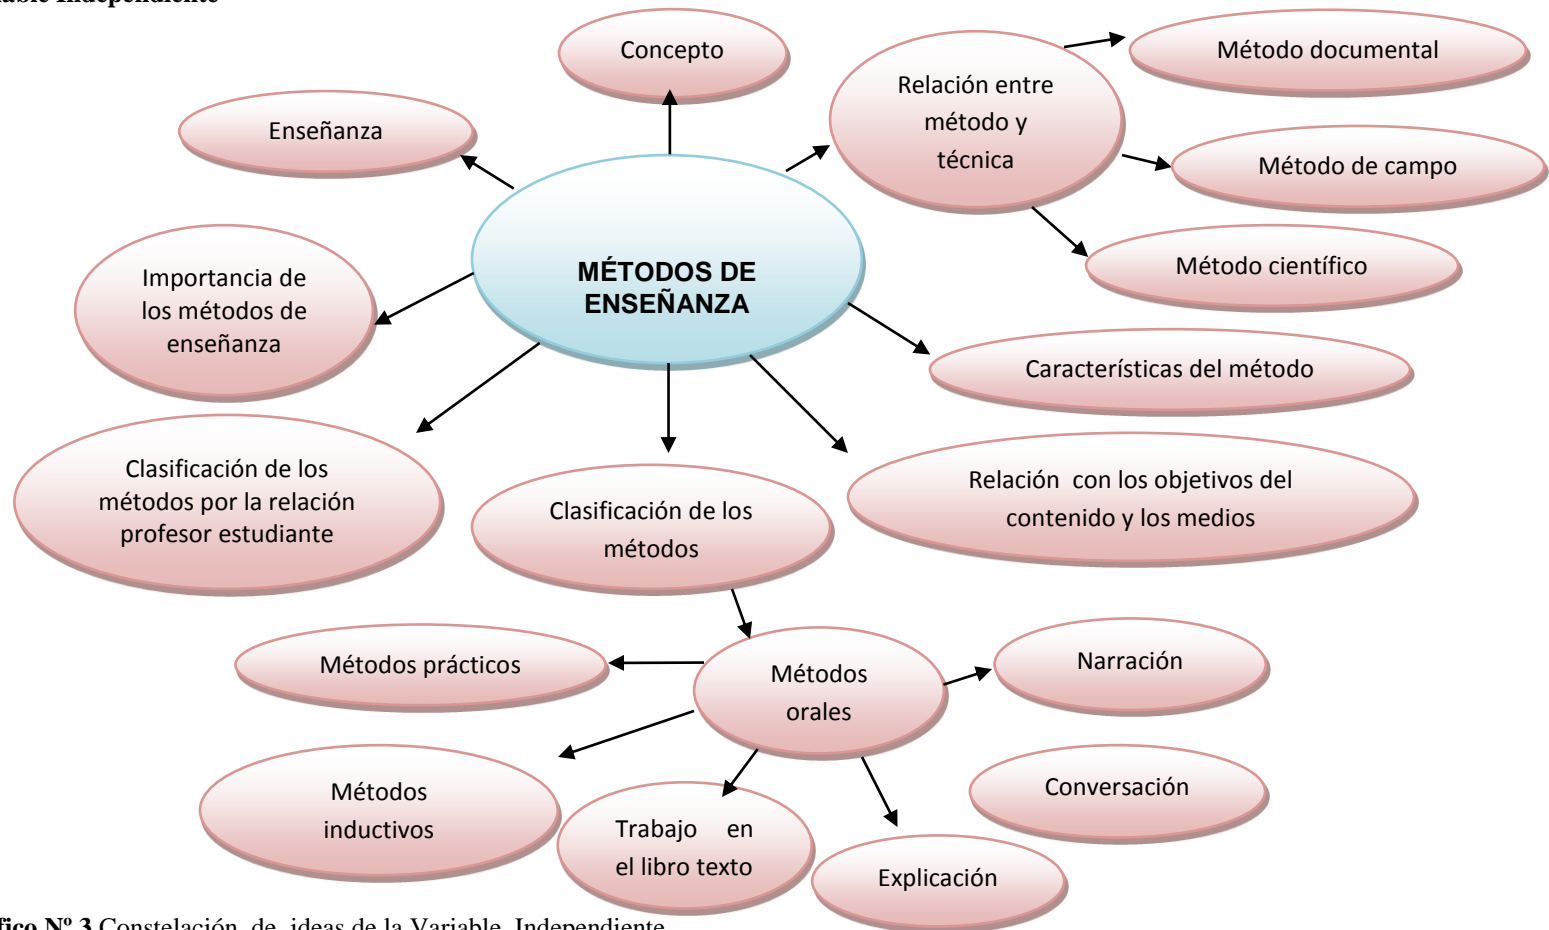 Independiente
Concepto
Método documental
Relación entre
método y
técnica
Enseñanza
Método de campo
MÉTODOS DE
ENSEÑANZA
Método científico
Importancia de
los métodos de
enseñanza
Características del método
Clasificación de los
métodos por la relación
profesor estudiante
Clasificación de los
métodos
Relación con los objetivos del
contenido y los medios
Métodos prácticos
Métodos
orales
Narración
Métodos
inductivos
Conversación
Trabajo en
el libro texto
Explicación
Nº 3 Constelación de ideas de la Variable Independiente